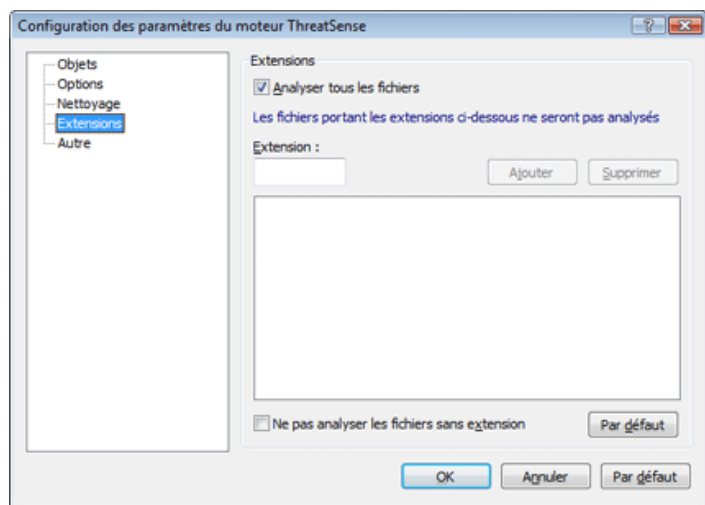 Configuration des paramètres du moteur ThreatSense
Objets
Options
Nettoyage
Extensions
Autre
Extensions
Analyser tous les fichiers
Les fichiers portant les extensions ci-dessous ne seront pas analysés
Extension :
Ajouter
Supprimer
Ne pas analyser les fichiers sans extension
Par défaut
OK
Annuler
Par défaut